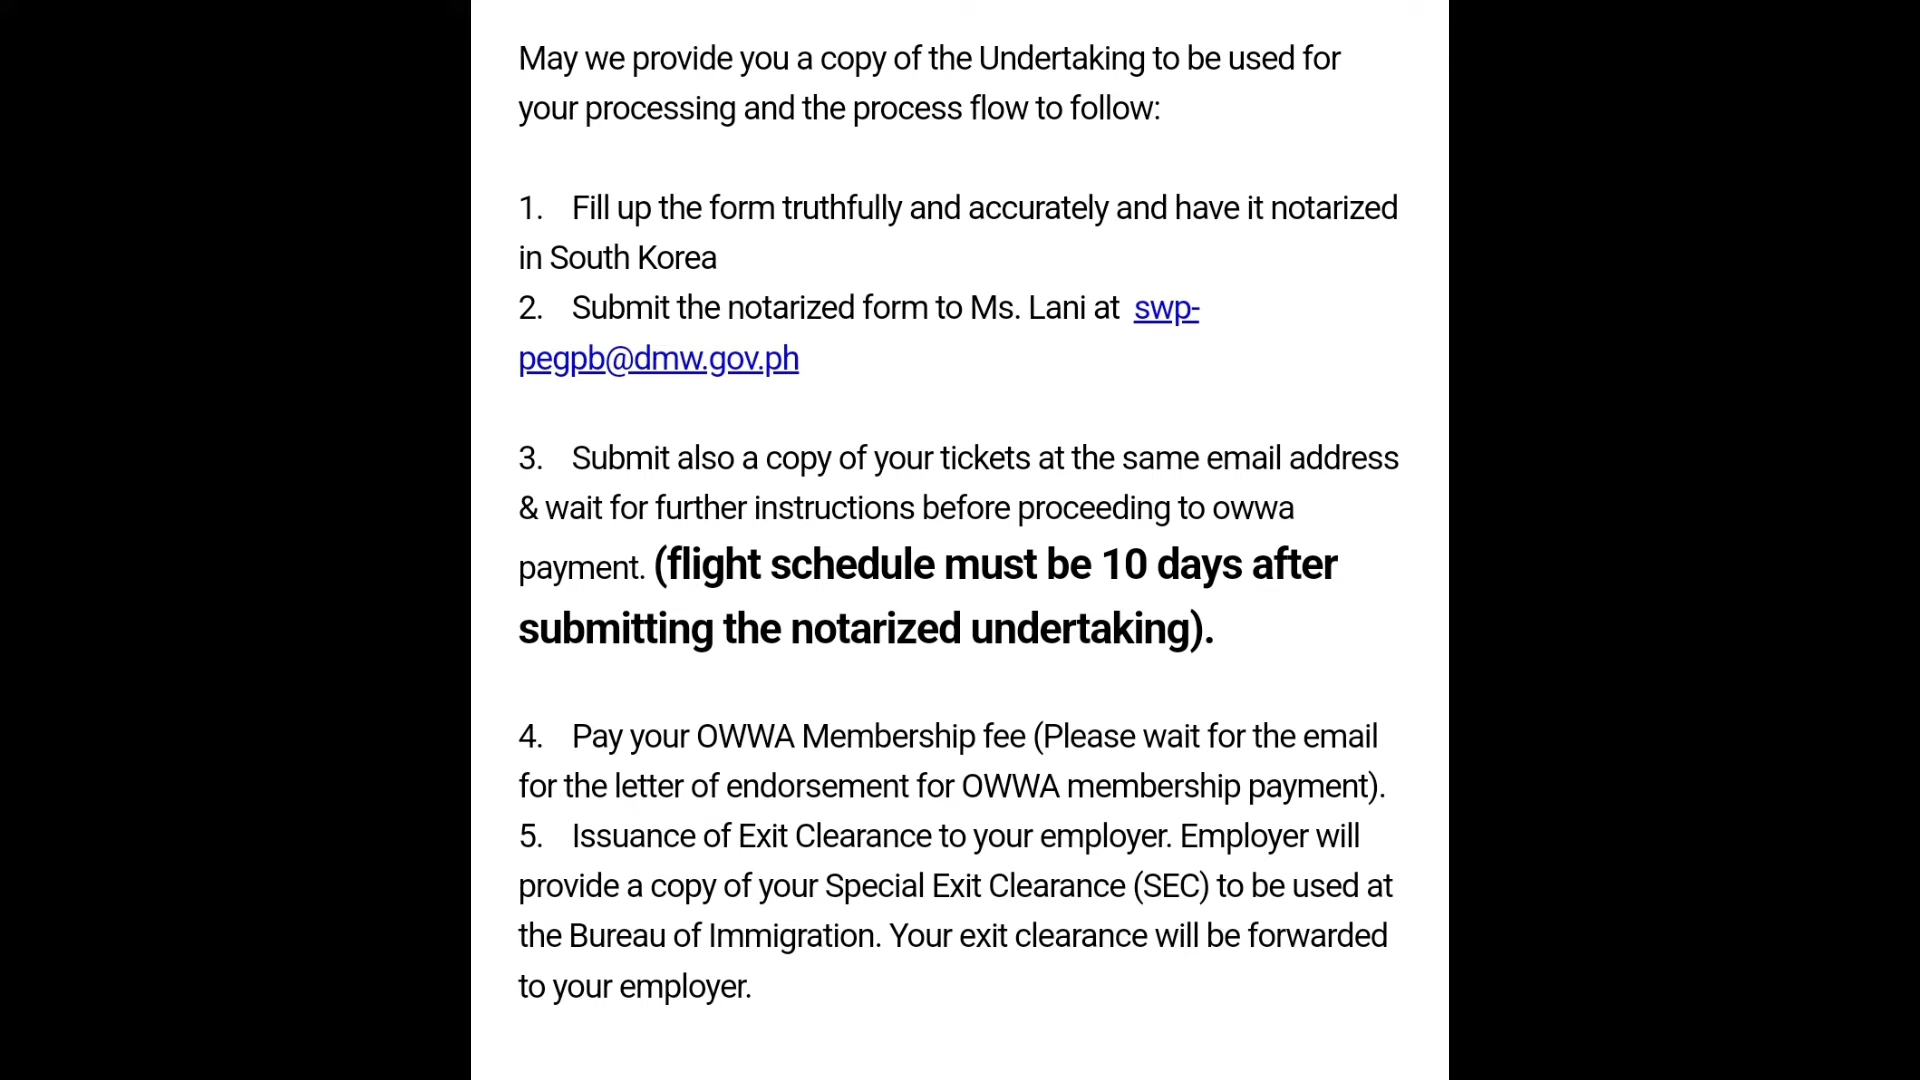 May we provide you a copy of the Undertaking to be used for
your processing and the process flow to follow:
1. Fill up the form truthfully and accurately and have it notarized
in South Korea
2. Submit the notarized form to Ms. Lani at swp-
pegpb@dmw.gov.ph
3. Submit also a copy of your tickets at the same email address
& wait for further instructions before proceeding to owwa
payment. (flight schedule must be 10 days after
submitting the notarized undertaking).
4. Pay your OWWA Membership fee (Please wait for the email
for the letter of endorsement for OWWA membership payment).
5. Issuance of Exit Clearance to your employer. Employer will
provide a copy of your Special Exit Clearance (SEC) to be used at
the Bureau of Immigration. Your exit clearance will be forwarded
to your employer.